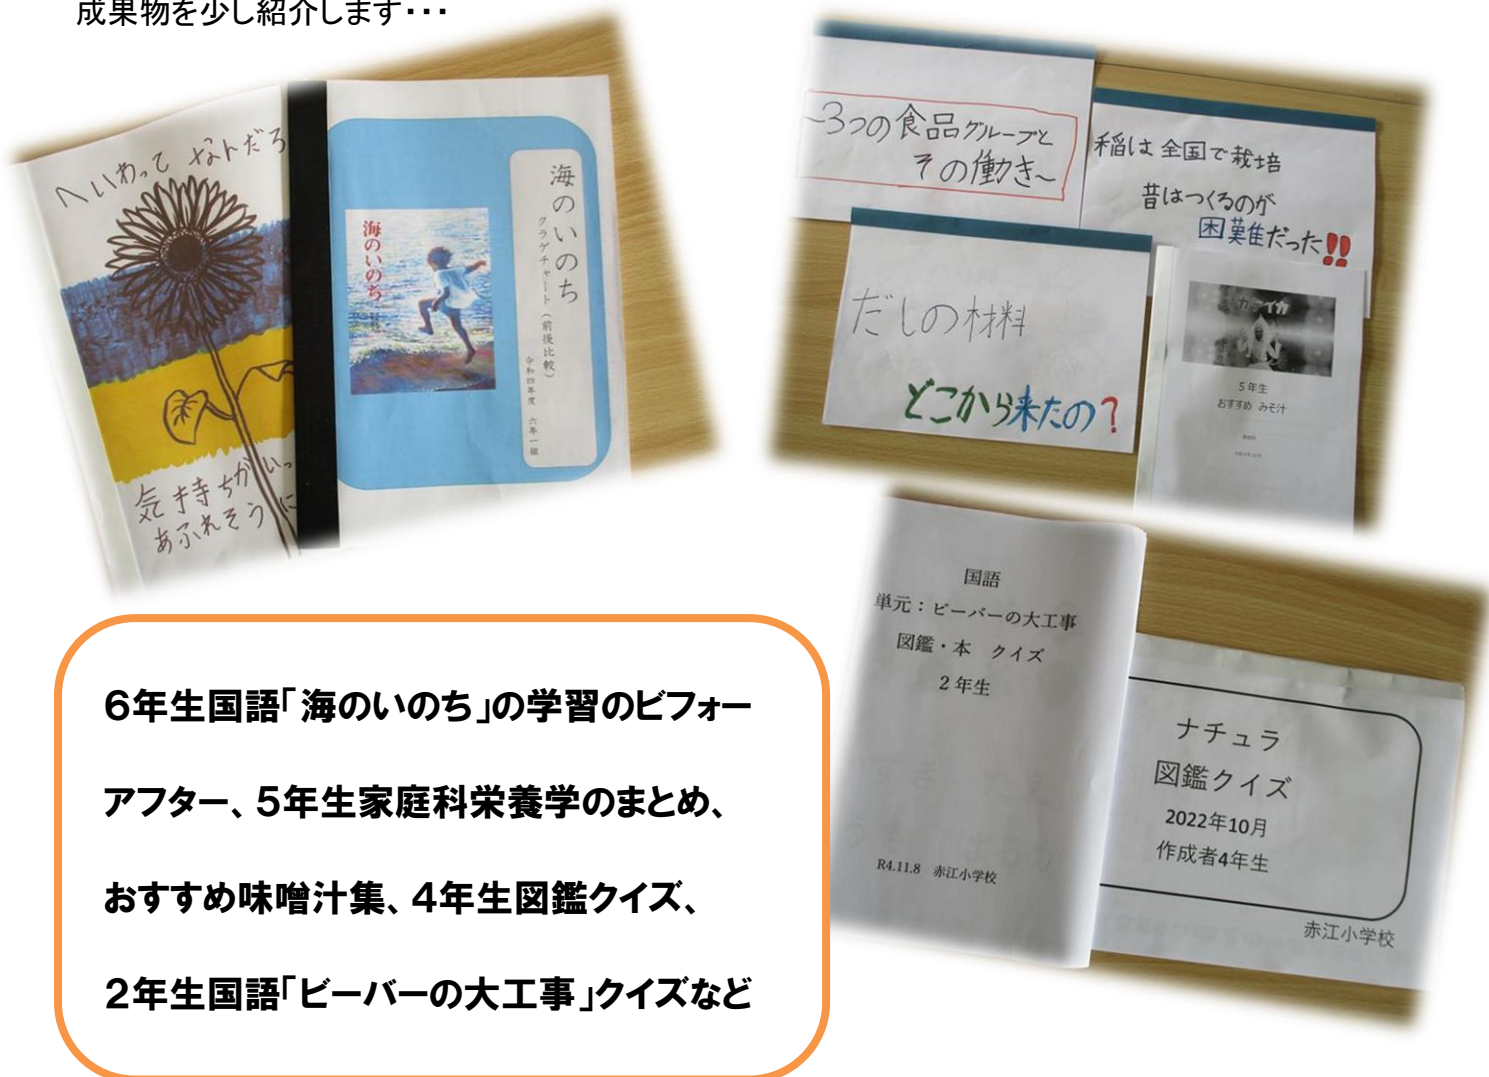 成果物を少し紹介します・・・
へいわって なんだろ
気持ちがいっ
あふれそうに
海のいのち
クラゲチャート(前後比較)
令和四年度 六年一組
海のいのち
~3つの食品グループと
その働き~
稲は全国で栽培
昔はつくるのが
困難だった!!
だしの材料
どこから来たの?
5年生
おすすめ みそ汁
国語
単元:ビーバーの大工事
図鑑・本 クイズ
2年生
R4.11.8 赤江小学校
ナチュラ
図鑑クイズ
2022年10月
作成者4年生
赤江小学校
6年生国語「海のいのち」の学習のビフォー
アフター、5年生家庭科栄養学のまとめ、
おすすめ味噌汁集、4年生図鑑クイズ、
2年生国語「ビーバーの大工事」クイズなど